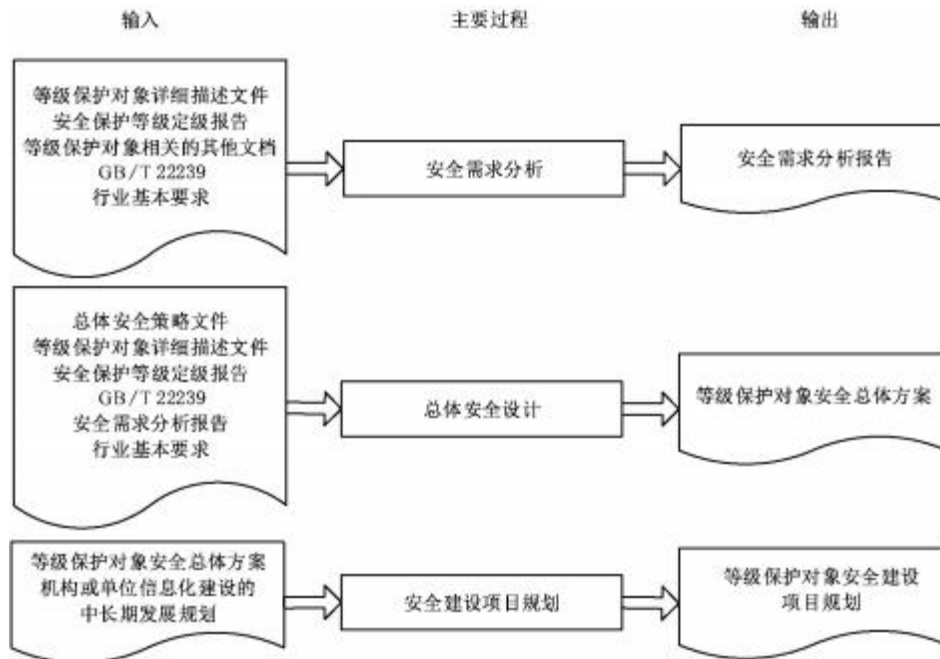 输入
主要过程
输出
等级保护对象详细描述文件
安全保护等级定级报告
等级保护对象相关的其他文档
GB/T 22239
行业基本要求
安全需求分析
安全需求分析报告
总体安全策略文件
等级保护对象详细描述文件
安全保护等级定级报告
GB/T 22239
安全需求分析报告
行业基本要求
总体安全设计
等级保护对象安全总体方案
等级保护对象安全总体方案
机构或单位信息化建设的
中长期发展规划
安全建设项目规划
等级保护对象安全建设
项目规划